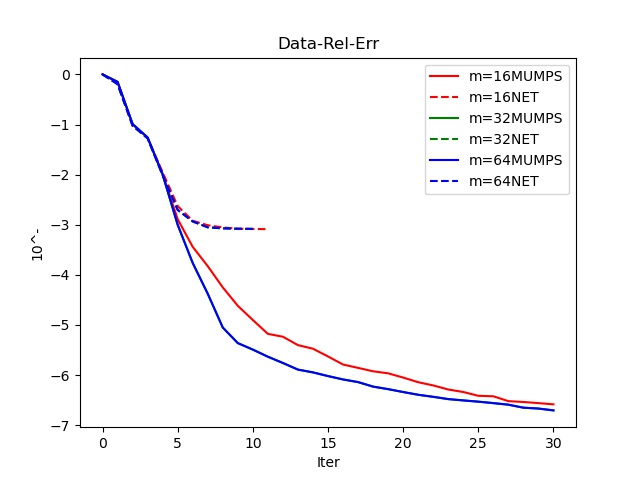 Data-Rel-Err
m=16MUMPS
m=16NET
m=32MUMPS
m=32NET
m=64MUMPS
m=64NET
0
−1
−2
−3
−4
−5
−6
−7
10^-
0 5 10 15 20 25 30
Iter